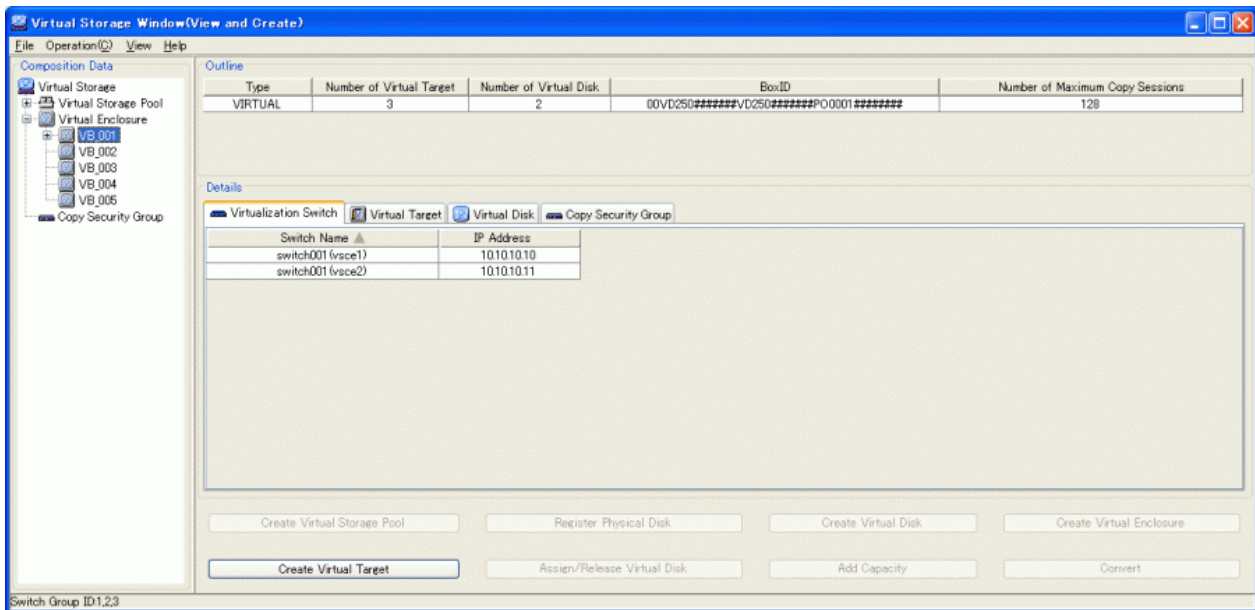 Virtual Storage Window(View and Create)
File Operation(C) View Help
Composition Data
Virtual Storage
Virtual Storage Pool
Virtual Enclosure
VB_001
VB_002
VB_003
VB_004
VB_005
Copy Security Group
Outline
Type Number of Virtual Target Number of Virtual Disk BoxID Number of Maximum Copy Sessions
VIRTUAL 3 2 00VD250#######VD250#######PO0001######## 128
Details
Virtualization Switch Virtual Target Virtual Disk Copy Security Group
Switch Name IP Address
switch001(vsce1) 10.10.10.10
switch001(vsce2) 10.10.10.11
Create Virtual Storage Pool Register Physical Disk Create Virtual Disk Create Virtual Enclosure
Create Virtual Target Assign/Release Virtual Disk Add Capacity Convert
Switch Group ID:1,2,3